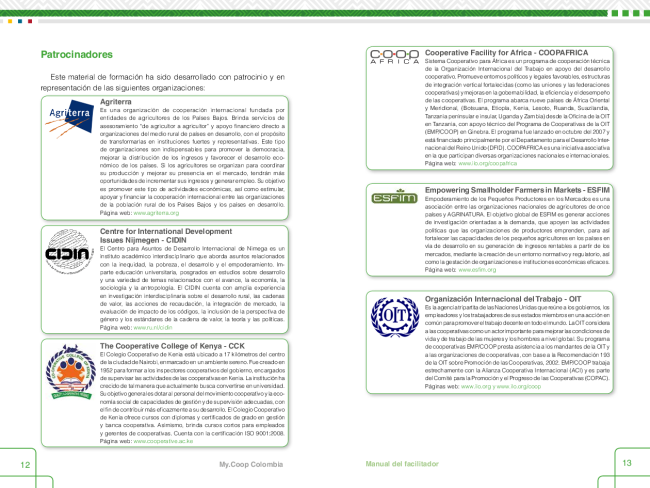 Patrocinadores
Este material de formación ha sido desarrollado con patrocinio y en
representación de las siguientes organizaciones:
Agriterra
Agriterra
Es una organización de cooperación internacional fundada por
entidades de agricultores de los Países Bajos. Brinda servicios de
asesoramiento "de agricultor a agricultor" y apoyo financiero directo a
organizaciones del medio rural de países en desarrollo, con el propósito
de transformarlas en instituciones fuertes y representativas. Este tipo
de organizaciones son indispensables para promover la democracia,
mejorar la distribución de los ingresos y favorecer el desarrollo eco-
nómico de los países. Si los agricultores se organizan para coordinar
su producción y mejorar su presencia en el mercado, tendrán más
oportunidades de incrementar sus ingresos y generar empleo. Su objetivo
es promover este tipo de actividades económicas, así como estimular,
apoyar y financiar la cooperación internacional entre las organizaciones
de la población rural de los Países Bajos y los países en desarrollo.
Página web: www.agriterra.org
CIDIN
Centre for International Development
Issues Nijmegen - CIDIN
El Centro para Asuntos de Desarrollo Internacional de Nimega es un
instituto académico interdisciplinario que aborda asuntos relacionados
con la inequidad, la pobreza, el desarrollo y el empoderamiento. Im-
parte educación universitaria, posgrados en estudios sobre desarrollo
y una variedad de temas relacionados con el avance, la economía, la
sociología y la antropología. El CIDIN cuenta con amplia experiencia
en investigación interdisciplinaria sobre el desarrollo rural, las cadenas
de valor, las acciones de recaudución, la integración de mercado, la
evaluación de impacto de los códigos, la inclusión de la perspectiva de
género y los estándares de la cadena de valor, la teoría y las políticas.
Página web: www.ru.nl/cidin
The Cooperative College of Kenya - CCK
El Colegio Cooperativo de Kenia está ubicado a 17 kilómetros del centro
de la ciudad de Nairobi, enmarcado en un ambiente sereno. Fue creado en
1952 para formar a los inspectores cooperativos del gobierno, encargados
de supervisar las actividades de las cooperativas en Kenia. La institución ha
crecido de tal manera que actualmente busca convertirse en universidad.
Su objetivo general es dotar al personal del movimiento cooperativo y la eco-
nomía social de capacidades de gestión y de supervisión adecuadas, con
el fin de contribuir más eficazmente a su desarrollo. El Colegio Cooperativo
de Kenia ofrece cursos con diplomas y certificados de grado en gestión
y banca cooperativa. Asimismo, brinda cursos cortos para empleados
y gerentes de cooperativas. Cuenta con la certificación ISO 9001:2008.
Página web: www.cooperative.ac.ke
12
My.Coop Colombia
COOP
AFRICA
Cooperative Facility for Africa - COOPAFRICA
Sistema Cooperativo para África es un programa de cooperación técnica
de la Organización Internacional del Trabajo en apoyo del desarrollo
cooperativo. Promueve entornos políticos y legales favorables, estructuras
de integración vertical fortalecidas (como las uniones y las federaciones
cooperativas) y mejoras en la gobernabilidad, la eficiencia y el desempeño
de las cooperativas. El programa abarca nueve países de África Oriental
y Meridional, (Botsuana, Etiopía, Kenia, Lesoto, Ruanda, Suazilandia,
Tanzania peninsular e insular, Uganda y Zambia) desde la Oficina de la OIT
en Tanzania, con apoyo técnico del Programa de Cooperativas de la OIT
(EMP/COOP) en Ginebra. El programa fue lanzado en octubre del 2007 y
está financiado principalmente por el Departamento para el Desarrollo Inter-
nacional del Reino Unido (DFID). COOPAFRICA es una iniciativa asociativa
en la que participan diversas organizaciones nacionales e internacionales.
Página web: www.ilo.org/coopafrica
ESFIM
Empowering Smallholder Farmers in Markets - ESFIM
Empoderamiento de los Pequeños Productores en los Mercados es una
asociación entre las organizaciones nacionales de agricultores de once
países y AGRINATURA. El objetivo global de ESFIM es generar acciones
de investigación orientadas a la demanda, que apoyen las actividades
políticas que las organizaciones de productores emprenden, para así
fortalecer las capacidades de los pequeños agricultores en los países en
vía de desarrollo en su generación de ingresos rentables a partir de los
mercados, mediante la creación de un entorno normativo y regulatorio, así
como la gestación de organizaciones e instituciones económicas eficaces.
Página web: www.esfim.org
OIT
Organización Internacional del Trabajo - OIT
Es la agencia tripartita de las Naciones Unidas que reúne a los gobiernos, los
empleadores y los trabajadores de sus estados miembros en una acción en
común para promover el trabajo decente en todo el mundo. La OIT considera
a las cooperativas como un actor importante para mejorar las condiciones de
vida y de trabajo de las mujeres y los hombres a nivel global. Su programa
de cooperativas EMP/COOP presta asistencia a los mandantes de la OIT y
a las organizaciones de cooperativas, con base a la Recomendación 193
de la OIT sobre Promoción de las Cooperativas, 2002. EMP/COOP trabaja
estrechamente con la Alianza Cooperativa Internacional (ACI) y es parte
del Comité para la Promoción y el Progreso de las Cooperativas (COPAC).
Páginas web: www.ilo.org y www.ilo.org/coop
Manual del facilitador
13